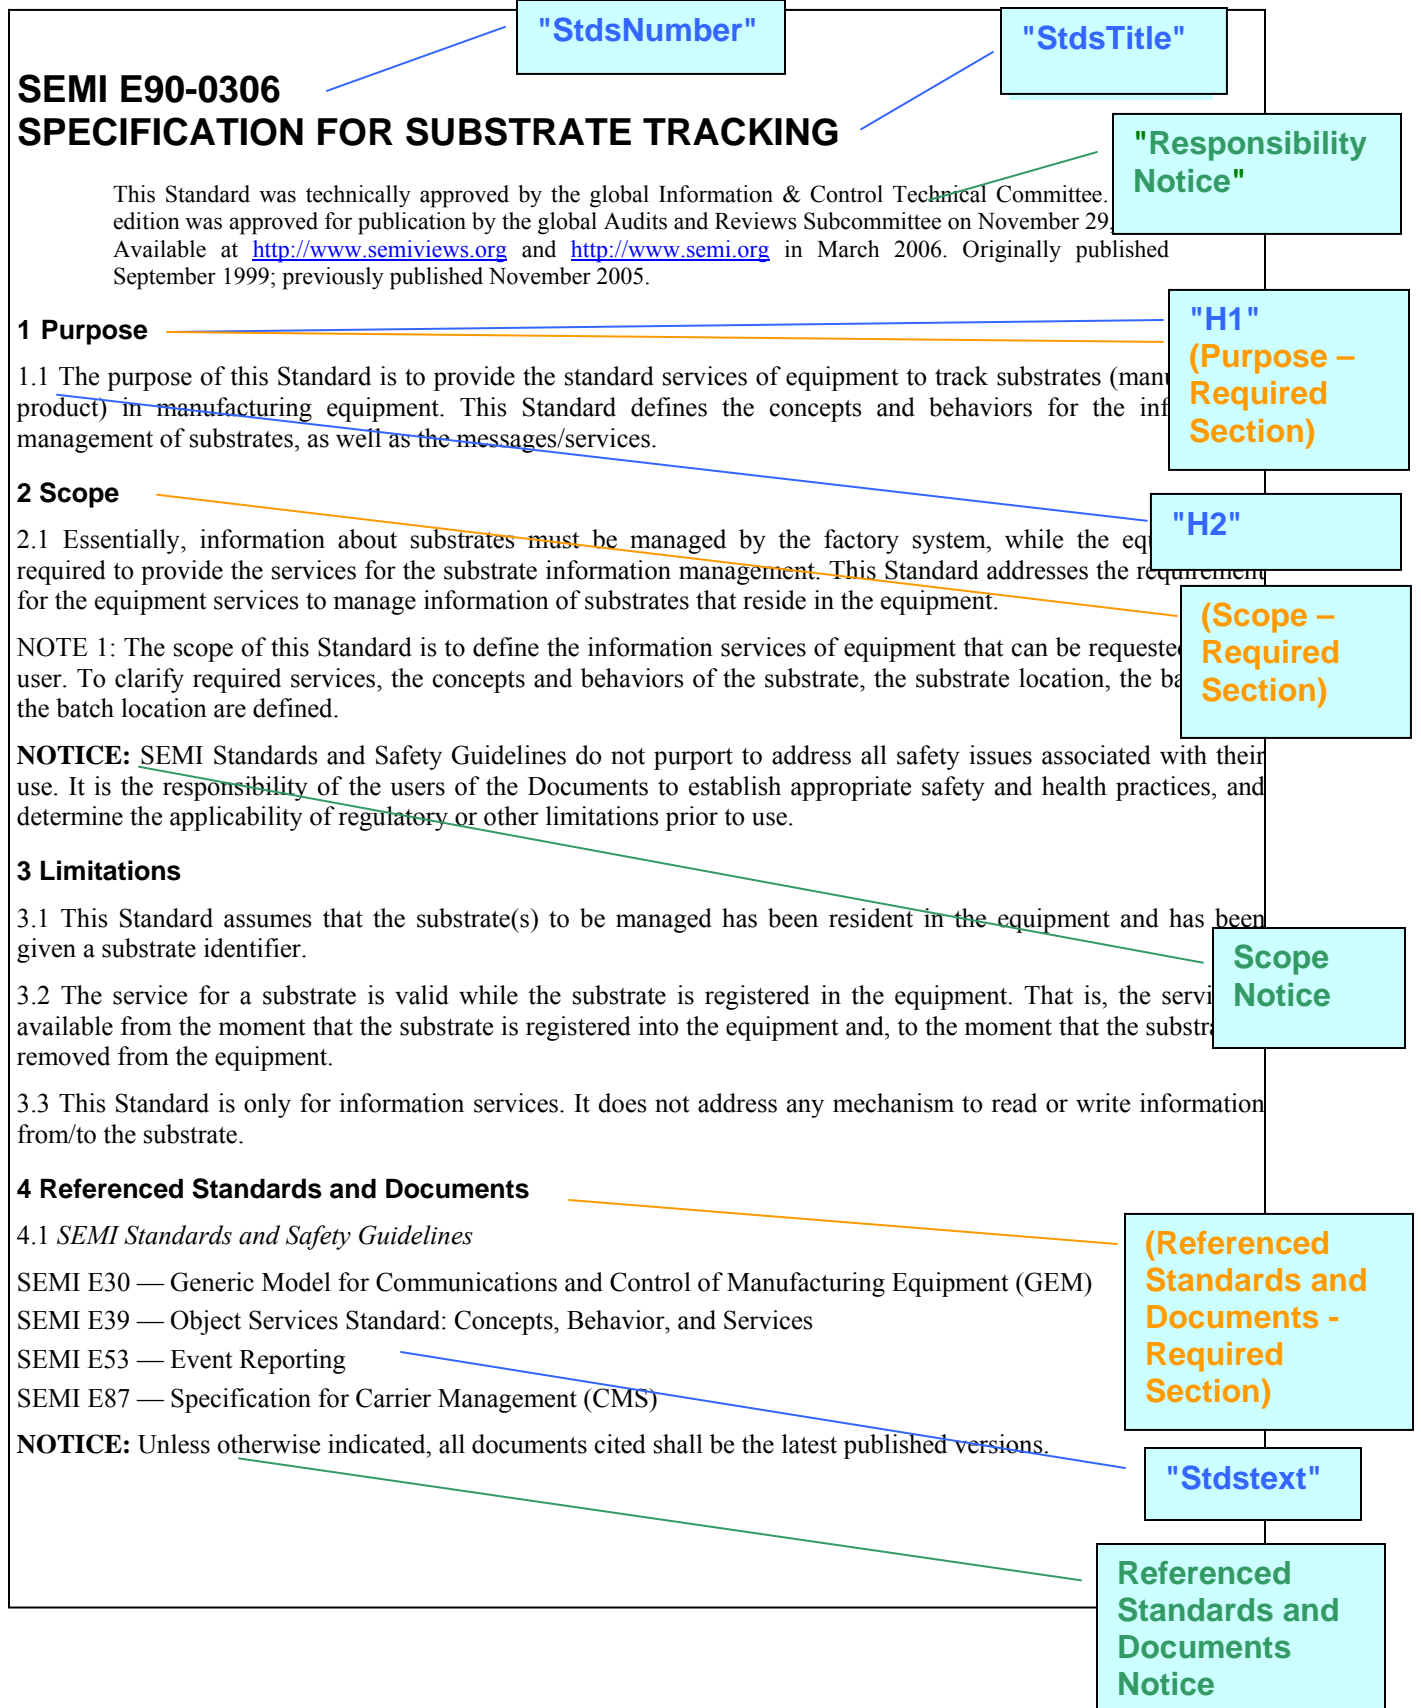 "StdsNumber"
"StdsTitle"
SEMI E90-0306
SPECIFICATION FOR SUBSTRATE TRACKING
"Responsibility
Notice"
This Standard was technically approved by the global Information & Control Technical Committee.
edition was approved for publication by the global Audits and Reviews Subcommittee on November 29,
Available at http://www.semiviews.org and http://www.semi.org in March 2006. Originally published
September 1999; previously published November 2005.
1 Purpose
"H1"
(Purpose –
Required
Section)
1.1 The purpose of this Standard is to provide the standard services of equipment to track substrates
product) in manufacturing equipment. This Standard defines the concepts and behaviors for the
management of substrates, as well as the messages/services.
2 Scope
"H2"
2.1 Essentially, information about substrates must be managed by the factory system, while the
required to provide the services for the substrate information management. This Standard addresses the requirement
for the equipment services to manage information of substrates that reside in the equipment.
(Scope –
Required
Section)
NOTE 1: The scope of this Standard is to define the information services of equipment that can be requested
user. To clarify required services, the concepts and behaviors of the substrate, the substrate location, the
the batch location are defined.
NOTICE: SEMI Standards and Safety Guidelines do not purport to address all safety issues associated with their
use. It is the responsibility of the users of the Documents to establish appropriate safety and health practices, and
determine the applicability of regulatory or other limitations prior to use.
3 Limitations
3.1 This Standard assumes that the substrate(s) to be managed has been resident in the equipment and has been
given a substrate identifier.
Scope
Notice
3.2 The service for a substrate is valid while the substrate is registered in the equipment. That is, the
available from the moment that the substrate is registered into the equipment and, to the moment that the
removed from the equipment.
3.3 This Standard is only for information services. It does not address any mechanism to read or write information
from/to the substrate.
4 Referenced Standards and Documents
4.1 SEMI Standards and Safety Guidelines
(Referenced
Standards and
Documents -
Required
Section)
SEMI E30 — Generic Model for Communications and Control of Manufacturing Equipment (GEM)
SEMI E39 — Object Services Standard: Concepts, Behavior, and Services
SEMI E53 — Event Reporting
SEMI E87 — Specification for Carrier Management (CMS)
NOTICE: Unless otherwise indicated, all documents cited shall be the latest published versions.
"Stdstext"
Referenced
Standards and
Documents
Notice